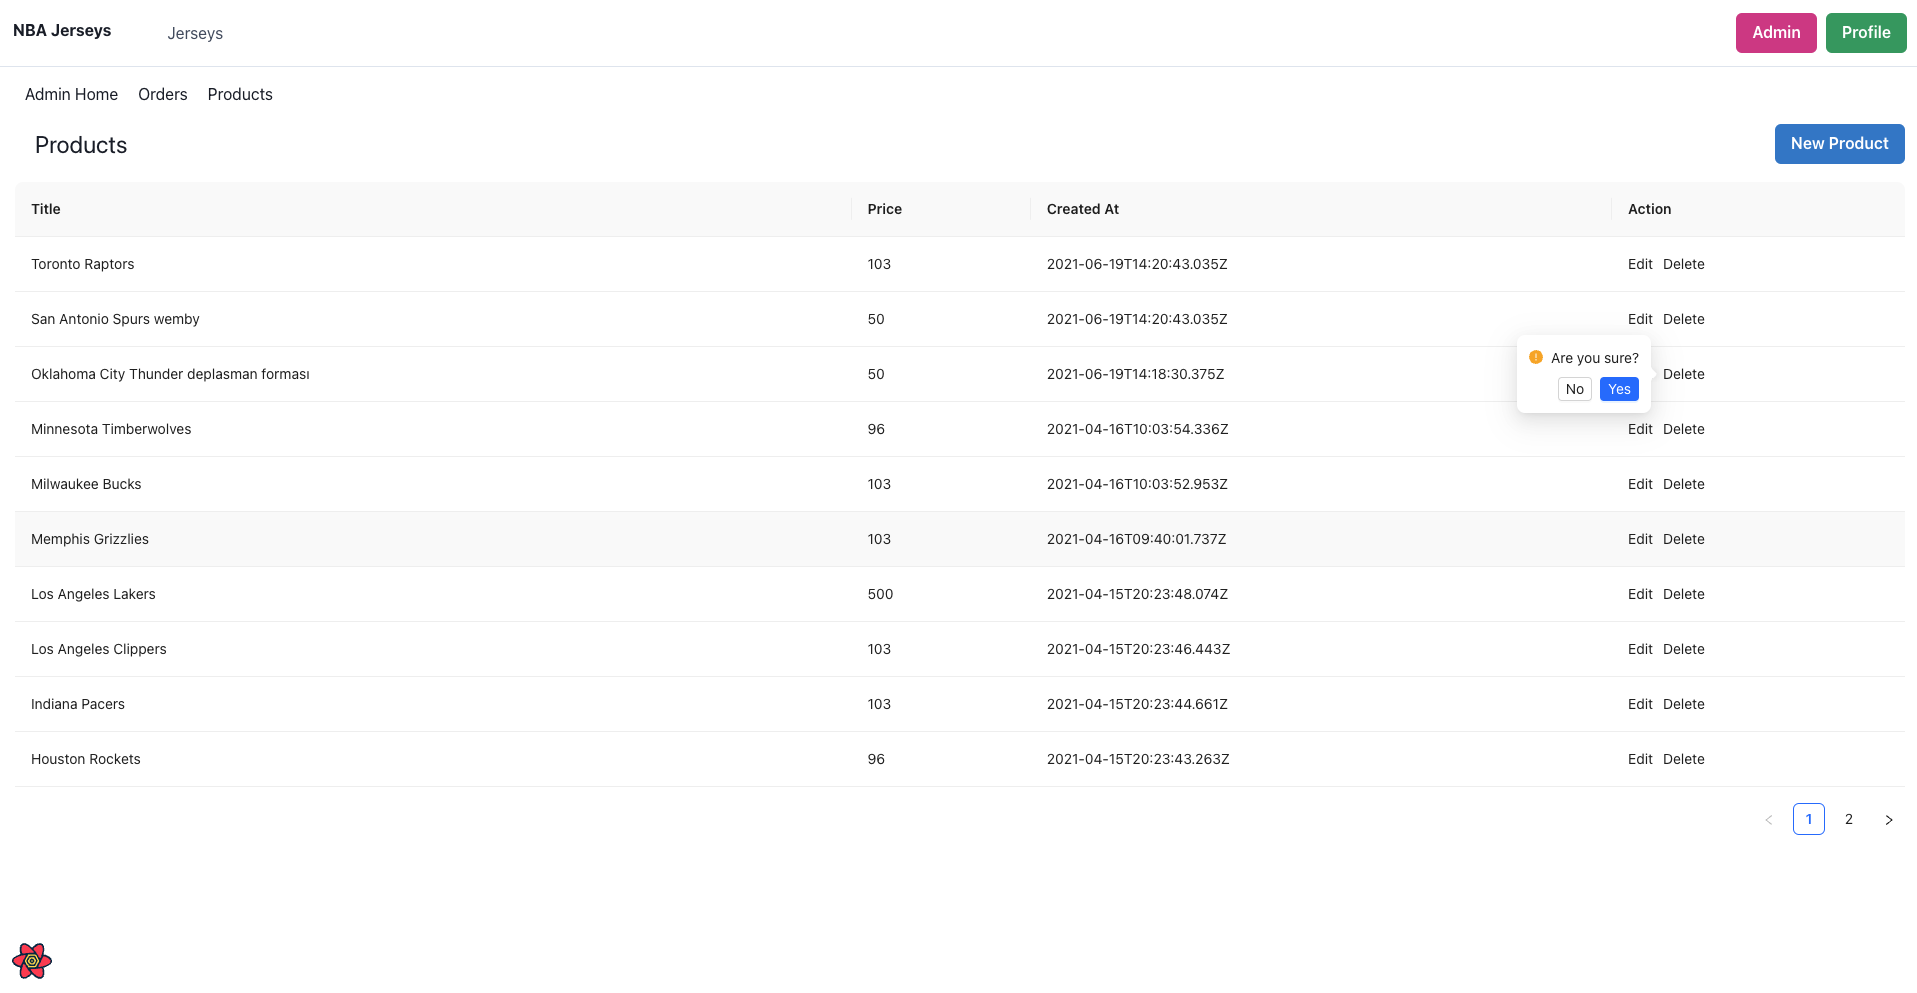 NBA Jerseys Jerseys Admin Profile
Admin Home Orders Products
Products New Product
Title Price Created At Action
Toronto Raptors 103 2021-06-19T14:20:43.035Z Edit Delete
San Antonio Spurs wemby 50 2021-06-19T14:20:43.035Z Edit Delete
Are you sure?
Oklahoma City Thunder deplasman forması 50 2021-06-19T14:18:30.375Z Delete
No Yes
Minnesota Timberwolves 96 2021-04-16T10:03:54.336Z Edit Delete
Milwaukee Bucks 103 2021-04-16T10:03:52.953Z Edit Delete
Memphis Grizzlies 103 2021-04-16T09:40:01.737Z Edit Delete
Los Angeles Lakers 500 2021-04-15T20:23:48.074Z Edit Delete
Los Angeles Clippers 103 2021-04-15T20:23:46.443Z Edit Delete
Indiana Pacers 103 2021-04-15T20:23:44.661Z Edit Delete
Houston Rockets 96 2021-04-15T20:23:43.263Z Edit Delete
1 2